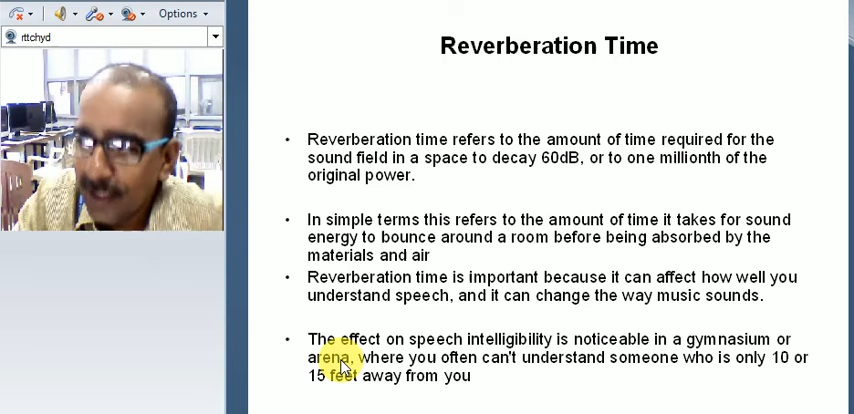 Options
rttchyd
Reverberation Time
• Reverberation time refers to the amount of time required for the
sound field in a space to decay 60dB, or to one millionth of the
original power.
• In simple terms this refers to the amount of time it takes for sound
energy to bounce around a room before being absorbed by the
materials and air
• Reverberation time is important because it can affect how well you
understand speech, and it can change the way music sounds.
• The effect on speech intelligibility is noticeable in a gymnasium or
arena, where you often can't understand someone who is only 10 or
15 feet away from you